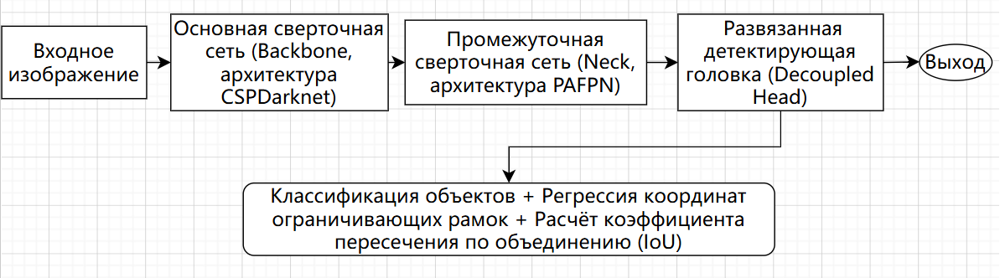 Входное
изображение
Основная сверточная
сеть (Backbone,
архитектура
CSPDarknet)
Промежуточная
сверточная сеть (Neck,
архитектура PAFPN)
Развязанная
детектирующая
головка (Decoupled
Head)
Выход
Классификация объектов + Регрессия координат
ограничивающих рамок + Расчёт коэффициента
пересечения по объединению (IoU)